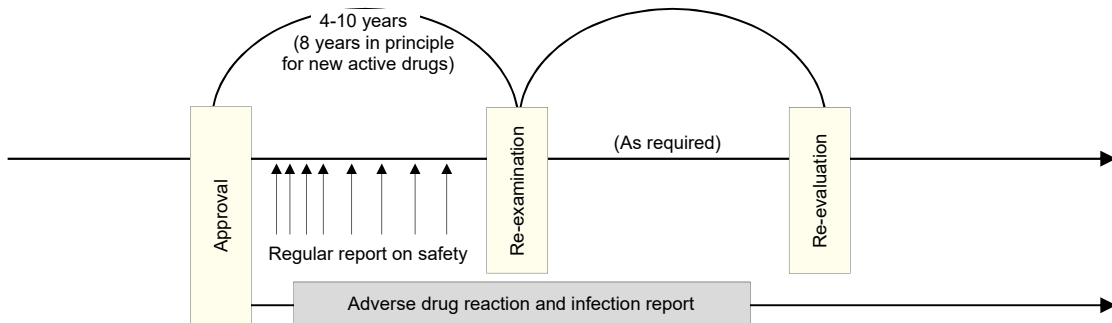 4-10 years
(8 years in principle
for new active drugs)
Approval
Re-examination
(As required)
Re-evaluation
Regular report on safety
Adverse drug reaction and infection report